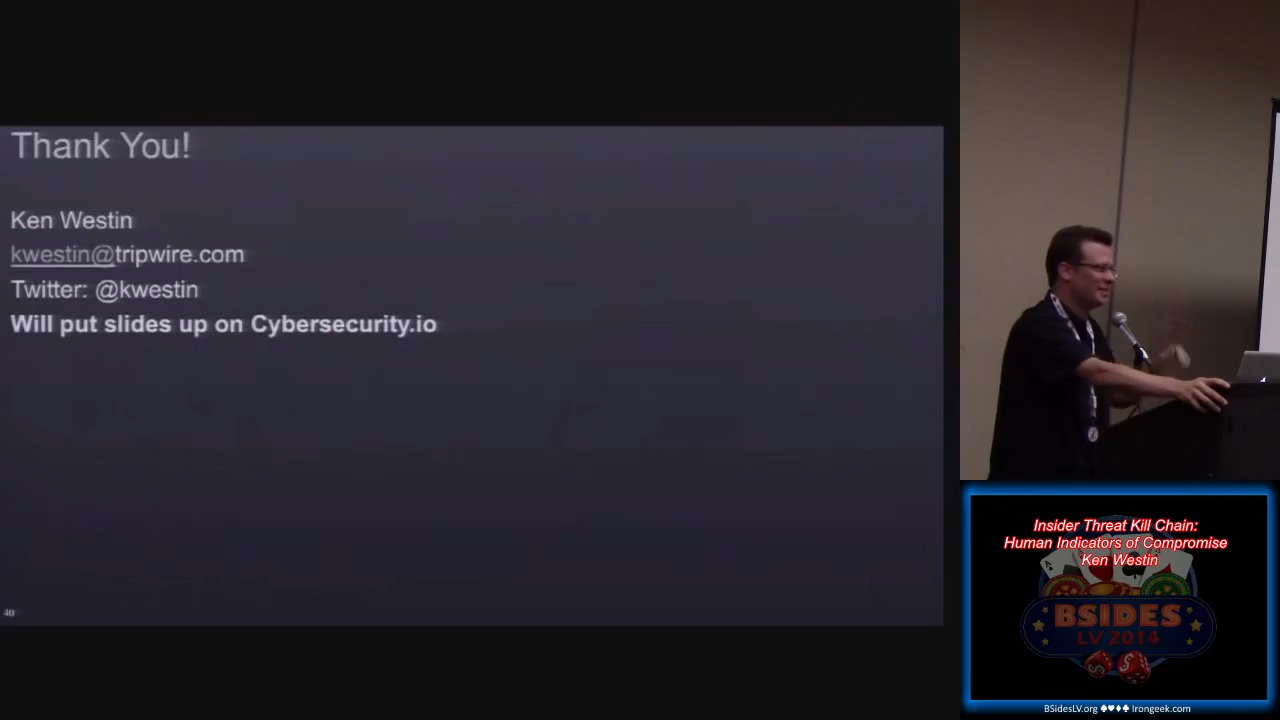 Thank You!
Ken Westin
kwestin@tripwire.com
Twitter: @kwestin
Will put slides up on Cybersecurity.io
40
Insider Threat Kill Chain:
Human Indicators of Compromise
Ken Westin
BSIDES
LV 2014
BSidesLV.org ♠♥♦♣ Irongeek.com